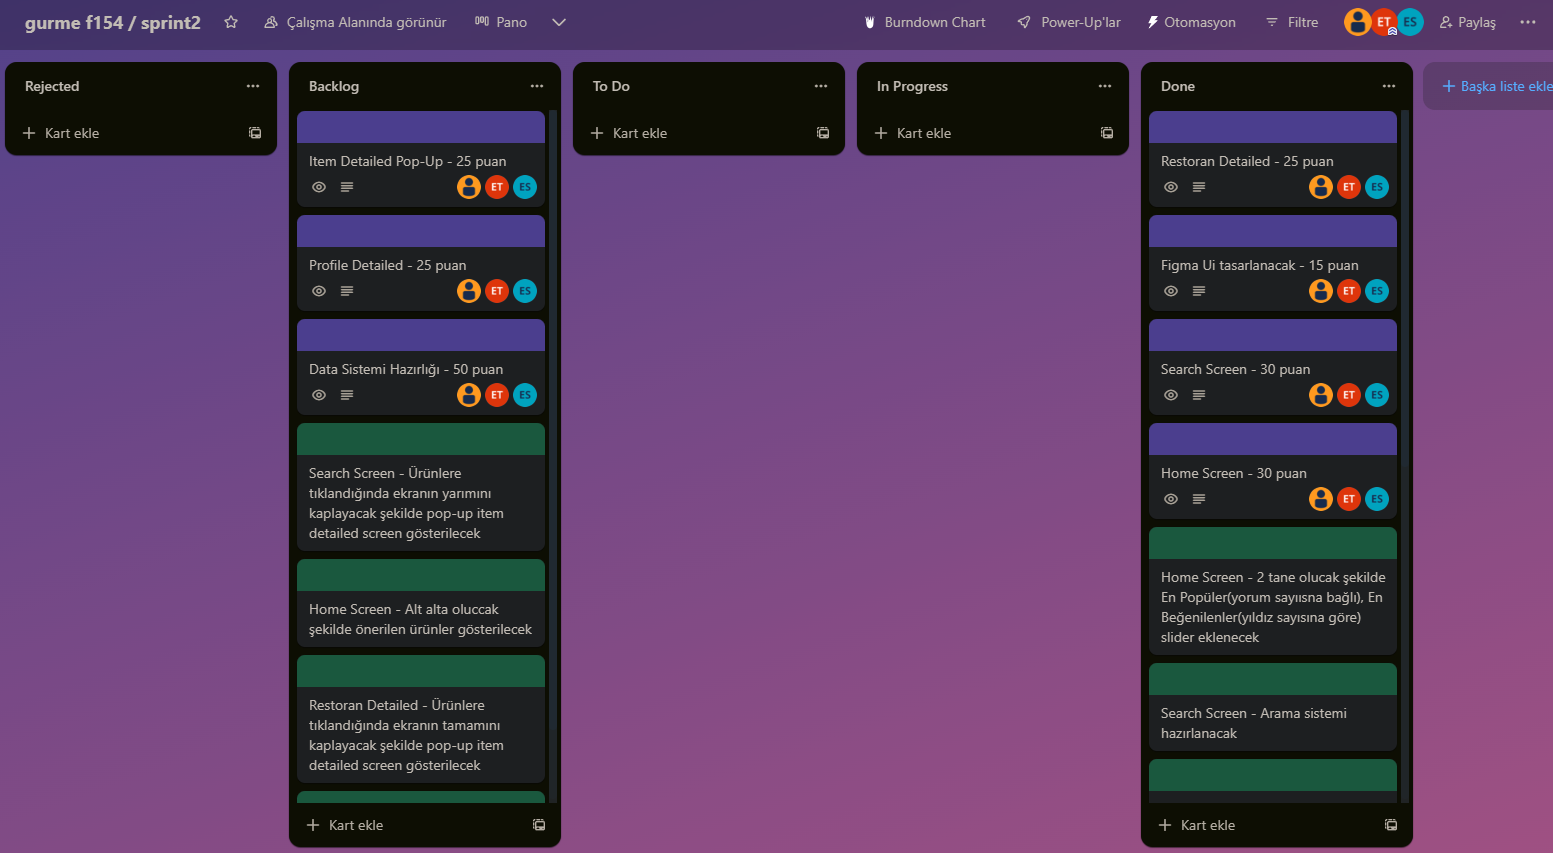 gurme f154 / sprint2
Çalışma Alanında görünür
Pano
Burndown Chart
Power-Up'lar
Otomasyon
Filtre
ET
ES
Paylaş
Rejected
Kart ekle
Backlog
Item Detailed Pop-Up - 25 puan
ET
ES
Profile Detailed - 25 puan
ET
ES
Data Sistemi Hazırlığı - 50 puan
ET
ES
Search Screen - Ürünlere
tıklandığında ekranın yarımını
kaplayacak şekilde pop-up item
detailed screen gösterilecek
Home Screen - Alt alta oluccak
şekilde önerilen ürünler gösterilecek
Restoran Detailed - Ürünlere
tıklandığında ekranın tamamını
kaplayacak şekilde pop-up item
detailed screen gösterilecek
Kart ekle
To Do
Kart ekle
In Progress
Kart ekle
Done
Restoran Detailed - 25 puan
ET
ES
Figma Ui tasarlanacak - 15 puan
ET
ES
Search Screen - 30 puan
ET
ES
Home Screen - 30 puan
ET
ES
Home Screen - 2 tane olucak şekilde
En Popüler(yorum sayıısna bağlı), En
Beğenilenler(yıldız sayısına göre)
slider eklenecek
Search Screen - Arama sistemi
hazırlanacak
Kart ekle
Başka liste ekle